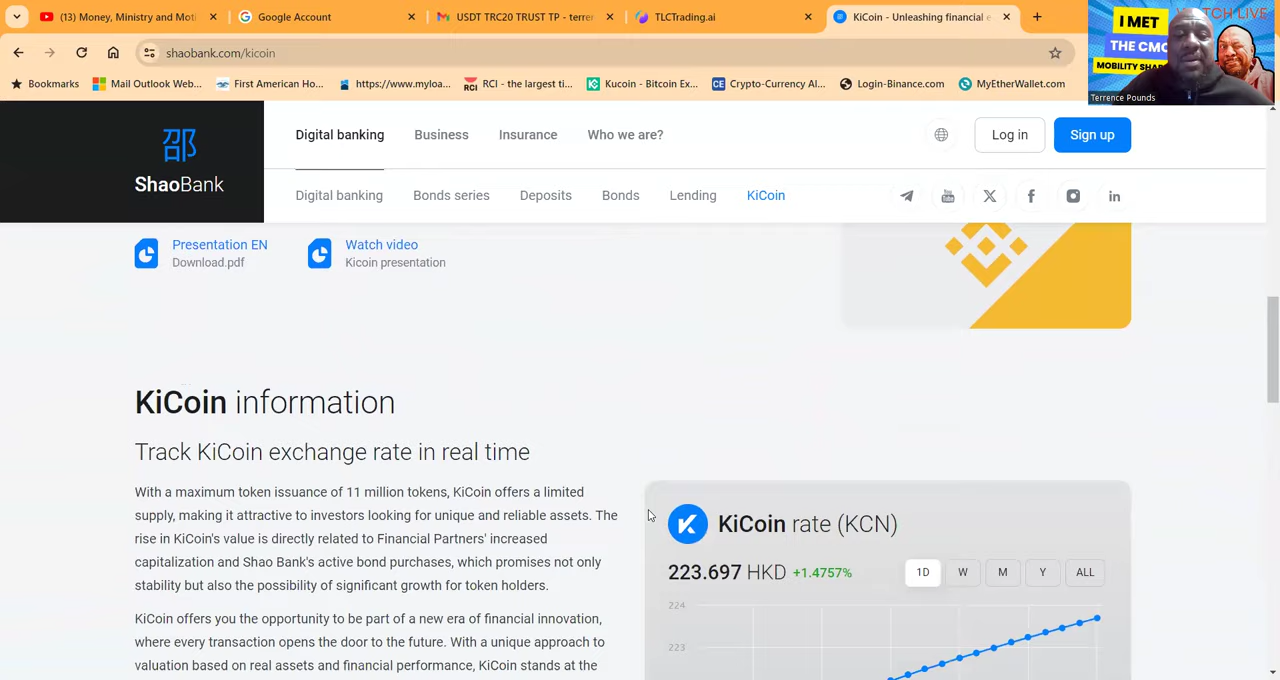 (13) Money, Ministry and Moti
Google Account
USDT TRC20 TRUST TP - terrer
TLCTrading.ai
KiCoin - Unleashing financial e
shaobank.com/kicoin
Bookmarks
Mail Outlook Web...
First American Ho...
https://www.myloa...
RCI - the largest ti...
Kucoin - Bitcoin Ex...
Crypto-Currency Al...
Login-Binance.com
MyEtherWallet.com
I MET
THE CMO
MOBILITY SHA
WATCH LIVE
Terrence Pounds
邵
ShaoBank
Digital banking
Business
Insurance
Who we are?
Log in
Sign up
Digital banking
Bonds series
Deposits
Bonds
Lending
KiCoin
Presentation EN
Download.pdf
Watch video
Kicoin presentation
KiCoin information
Track KiCoin exchange rate in real time
With a maximum token issuance of 11 million tokens, KiCoin offers a limited
supply, making it attractive to investors looking for unique and reliable assets. The
rise in KiCoin's value is directly related to Financial Partners' increased
capitalization and Shao Bank's active bond purchases, which promises not only
stability but also the possibility of significant growth for token holders.
KiCoin offers you the opportunity to be part of a new era of financial innovation,
where every transaction opens the door to the future. With a unique approach to
valuation based on real assets and financial performance, KiCoin stands at the
KiCoin rate (KCN)
223.697 HKD +1.4757%
1D
W
M
Y
ALL
224
223